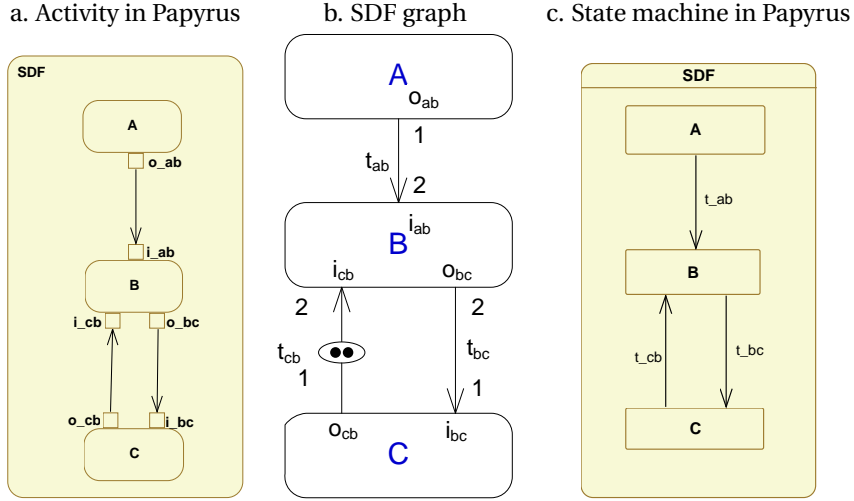 a. Activity in Papyrus
SDF
A
o_ab
i_ab
B
i_cb
o_bc
o_cb
i_bc
C
b. SDF graph
A
oab
1
tab
2
iab
B
icb
obc
2
2
tcb
tbc
1
1
ocb
ibc
C
c. State machine in Papyrus
SDF
A
t_ab
B
t_cb
t_bc
C